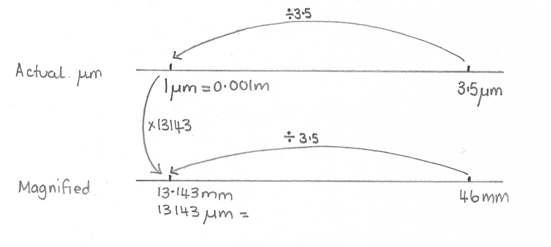 ÷3.5
Actual. μm
1μm=0.001m
3.5μm
×13143
÷ 3.5
Magnified
13.143mm
46mm
13143 μm =